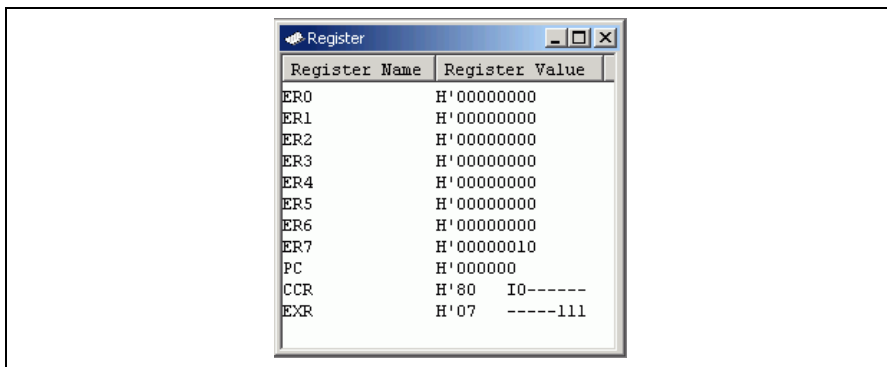 Register
Register Name Register Value
ER0 H'00000000
ER1 H'00000000
ER2 H'00000000
ER3 H'00000000
ER4 H'00000000
ER5 H'00000000
ER6 H'00000000
ER7 H'00000010
PC H'000000
CCR H'80 I0------
EXR H'07 -----111